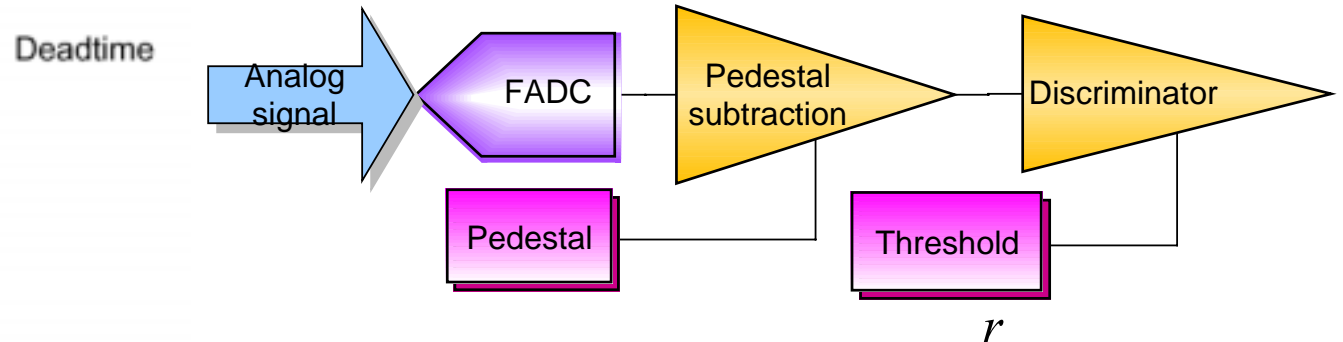 Deadtime
Analog
signal
FADC
Pedestal
subtraction
Discriminator
Pedestal
Threshold
r